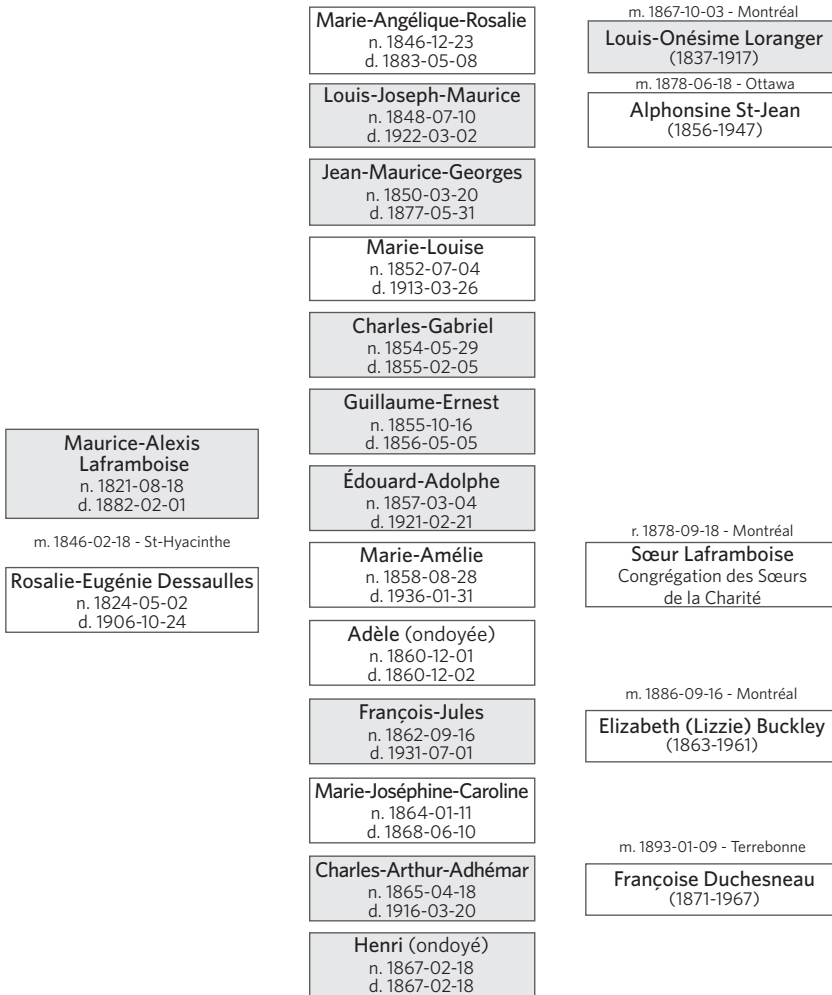 Maurice-Alexis
Laframboise
n. 1821-08-18
d. 1882-02-01
m. 1846-02-18 - St-Hyacinthe
Rosalie-Eugénie Dessaulles
n. 1824-05-02
d. 1906-10-24
Marie-Angélique-Rosalie
n. 1846-12-23
d. 1883-05-08
m. 1867-10-03 - Montréal
Louis-Onésime Loranger
(1837-1917)
Louis-Joseph-Maurice
n. 1848-07-10
d. 1922-03-02
m. 1878-06-18 - Ottawa
Alphonsine St-Jean
(1856-1947)
Jean-Maurice-Georges
n. 1850-03-20
d. 1877-05-31
Marie-Louise
n. 1852-07-04
d. 1913-03-26
Charles-Gabriel
n. 1854-05-29
d. 1855-02-05
Guillaume-Ernest
n. 1855-10-16
d. 1856-05-05
Édouard-Adolphe
n. 1857-03-04
d. 1921-02-21
Marie-Amélie
n. 1858-08-28
d. 1936-01-31
r. 1878-09-18 - Montréal
Sœur Laframboise
Congrégation des Sœurs
de la Charité
Adèle (ondoyée)
n. 1860-12-01
d. 1860-12-02
François-Jules
n. 1862-09-16
d. 1931-07-01
m. 1886-09-16 - Montréal
Elizabeth (Lizzie) Buckley
(1863-1961)
Marie-Joséphine-Caroline
n. 1864-01-11
d. 1868-06-10
Charles-Arthur-Adhémar
n. 1865-04-18
d. 1916-03-20
m. 1893-01-09 - Terrebonne
Françoise Duchesneau
(1871-1967)
Henri (ondoyé)
n. 1867-02-18
d. 1867-02-18